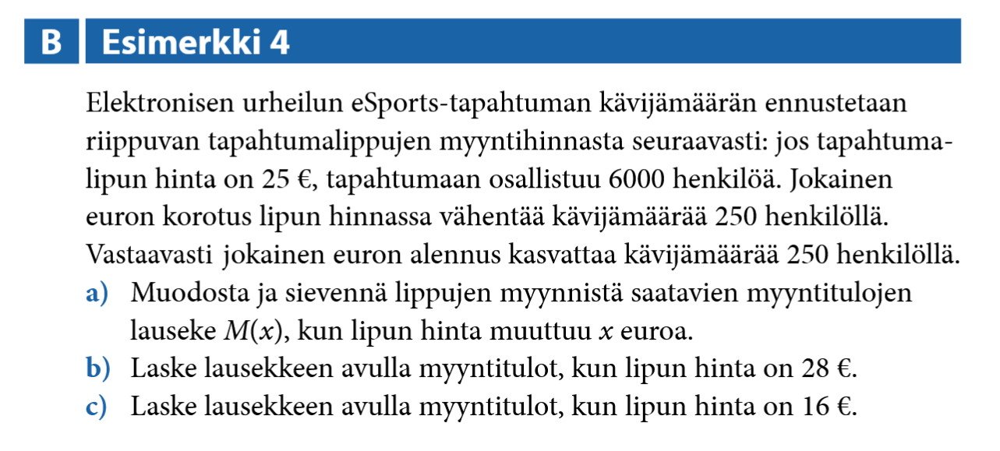 B Esimerkki 4
Elektronisen urheilun eSports-tapahtuman kävijämäärän ennustetaan
riippuvan tapahtumalippujen myyntihinnasta seuraavasti: jos tapahtuma-
lipun hinta on 25 €, tapahtumaan osallistuu 6000 henkilöä. Jokainen
euron korotus lipun hinnassa vähentää kävijämäärää 250 henkilöllä.
Vastaavasti jokainen euron alennus kasvattaa kävijämäärää 250 henkilöllä.
a) Muodosta ja sievennä lippujen myynnistä saatavien myyntitulojen
lauseke M(x), kun lipun hinta muuttuu x euroa.
b) Laske lausekkeen avulla myyntitulot, kun lipun hinta on 28 €.
c) Laske lausekkeen avulla myyntitulot, kun lipun hinta on 16 €.